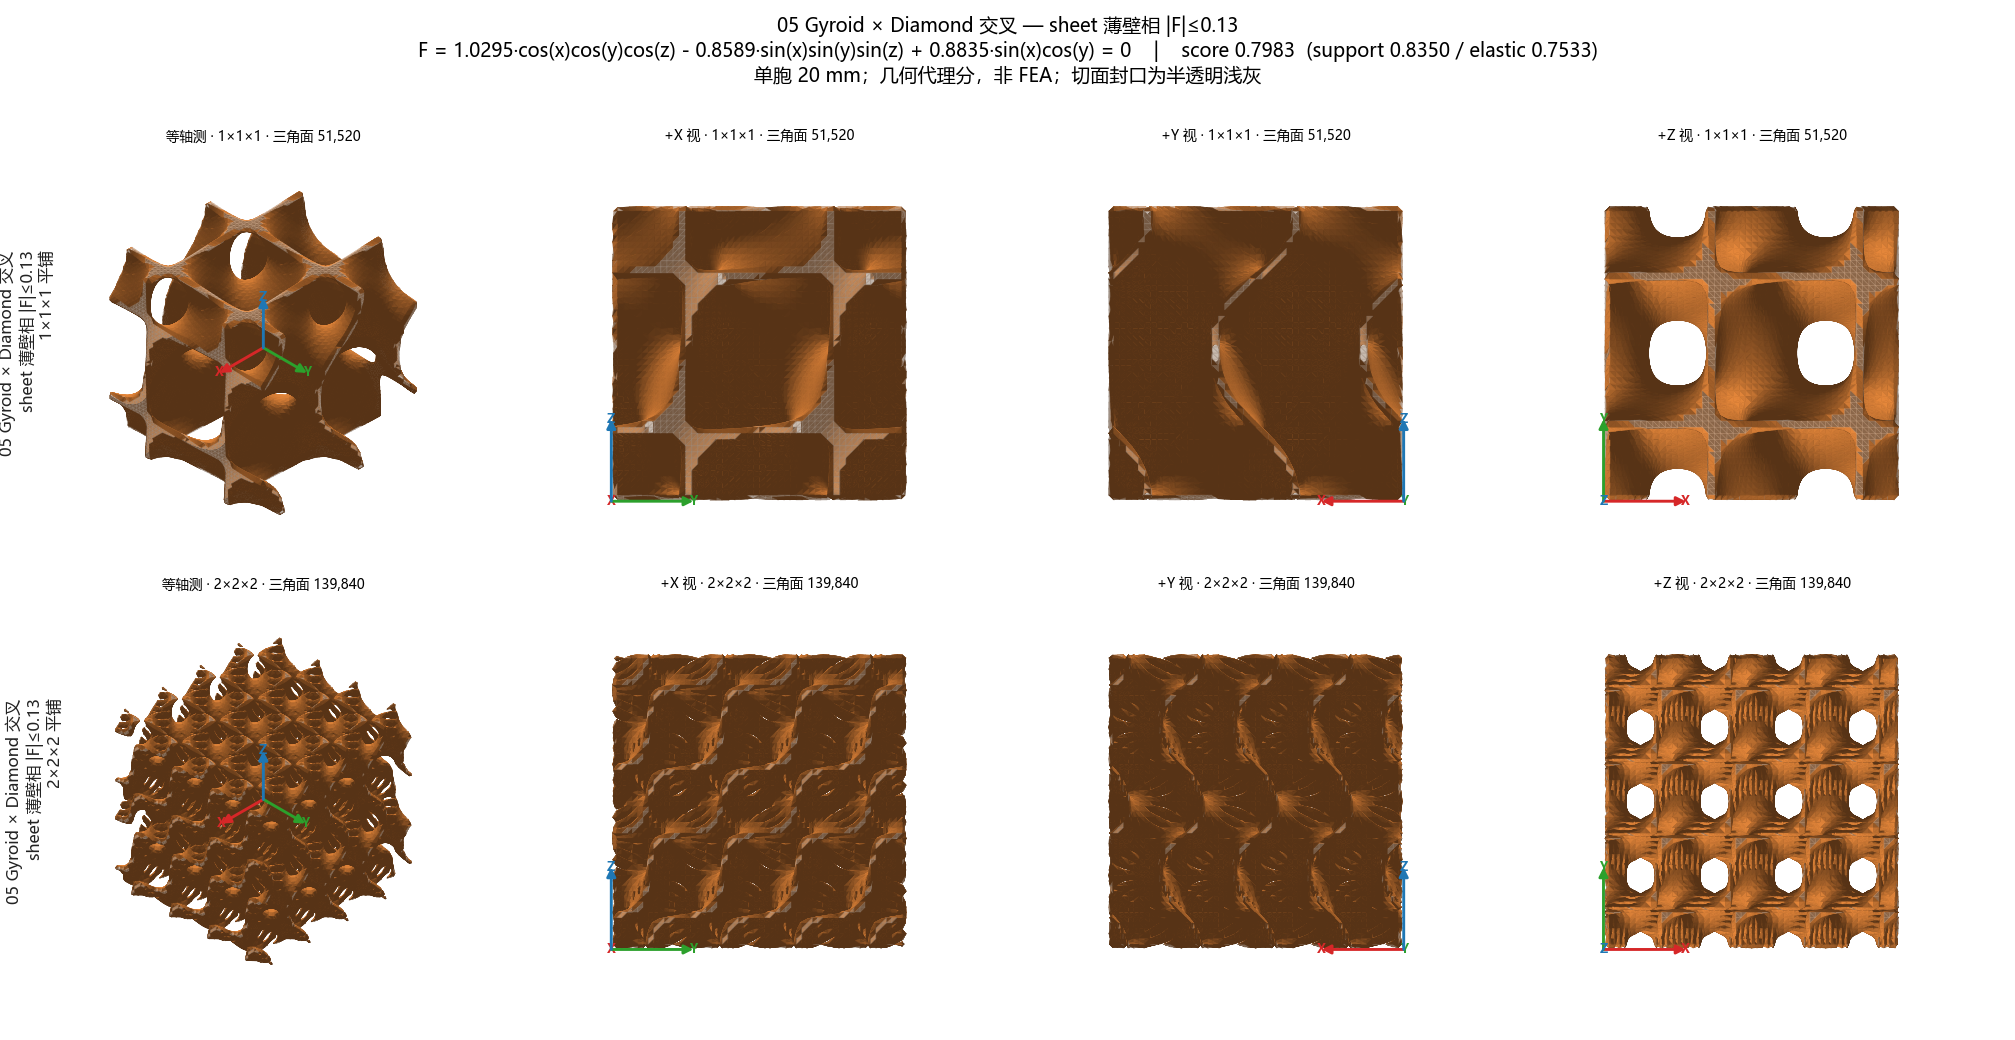 05 Gyroid × Diamond 交叉 — sheet 薄壁相 |F|≤0.13
F = 1.0295·cos(x)cos(y)cos(z) - 0.8589·sin(x)sin(y)sin(z) + 0.8835·sin(x)cos(y) = 0 | score 0.7983 (support 0.8350 / elastic 0.7533)
单胞 20 mm；几何代理分，非 FEA；切面封口为半透明浅灰
等轴测 · 1×1×1 · 三角面 51,520
+X 视 · 1×1×1 · 三角面 51,520
+Y 视 · 1×1×1 · 三角面 51,520
+Z 视 · 1×1×1 · 三角面 51,520
05 Gyroid × Diamond 交叉
sheet 薄壁相 |F|≤0.13
1×1×1 平铺
Z
X
Y
Z
X
Y
Z
X
Y
Y
Z
X
等轴测 · 2×2×2 · 三角面 139,840
+X 视 · 2×2×2 · 三角面 139,840
+Y 视 · 2×2×2 · 三角面 139,840
+Z 视 · 2×2×2 · 三角面 139,840
05 Gyroid × Diamond 交叉
sheet 薄壁相 |F|≤0.13
2×2×2 平铺
Z
X
Y
Z
X
Y
Z
X
Y
Y
Z
X